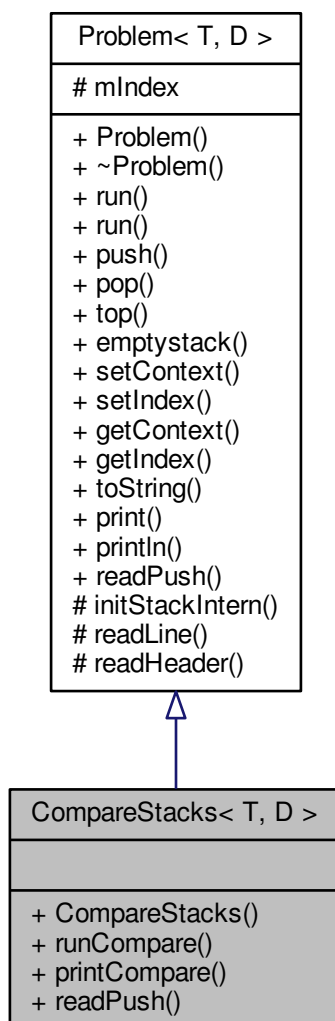 Problem< T, D >
# mIndex
+ Problem()
+ ~Problem()
+ run()
+ run()
+ push()
+ pop()
+ top()
+ emptystack()
+ setContext()
+ setIndex()
+ getContext()
+ getIndex()
+ toString()
+ print()
+ println()
+ readPush()
# initStackIntern()
# readLine()
# readHeader()
CompareStacks< T, D >
+ CompareStacks()
+ runCompare()
+ printCompare()
+ readPush()